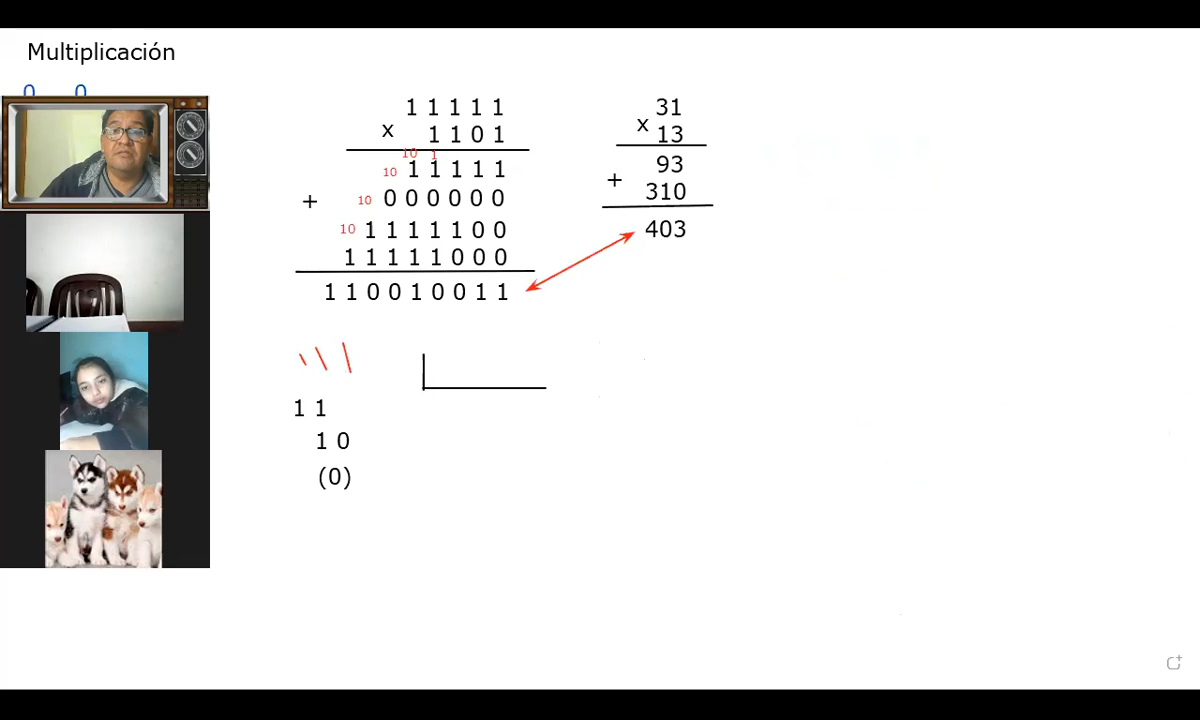 Multiplicación
0 0
1 1 1 1 1
x 1 1 0 1
10 1
10 1 1 1 1 1
+ 10 0 0 0 0 0 0
10 1 1 1 1 1 0 0
1 1 1 1 1 0 0 0
1 1 0 0 1 0 0 1 1
31
x 13
93
+ 310
403
1 1
1 0
(0)